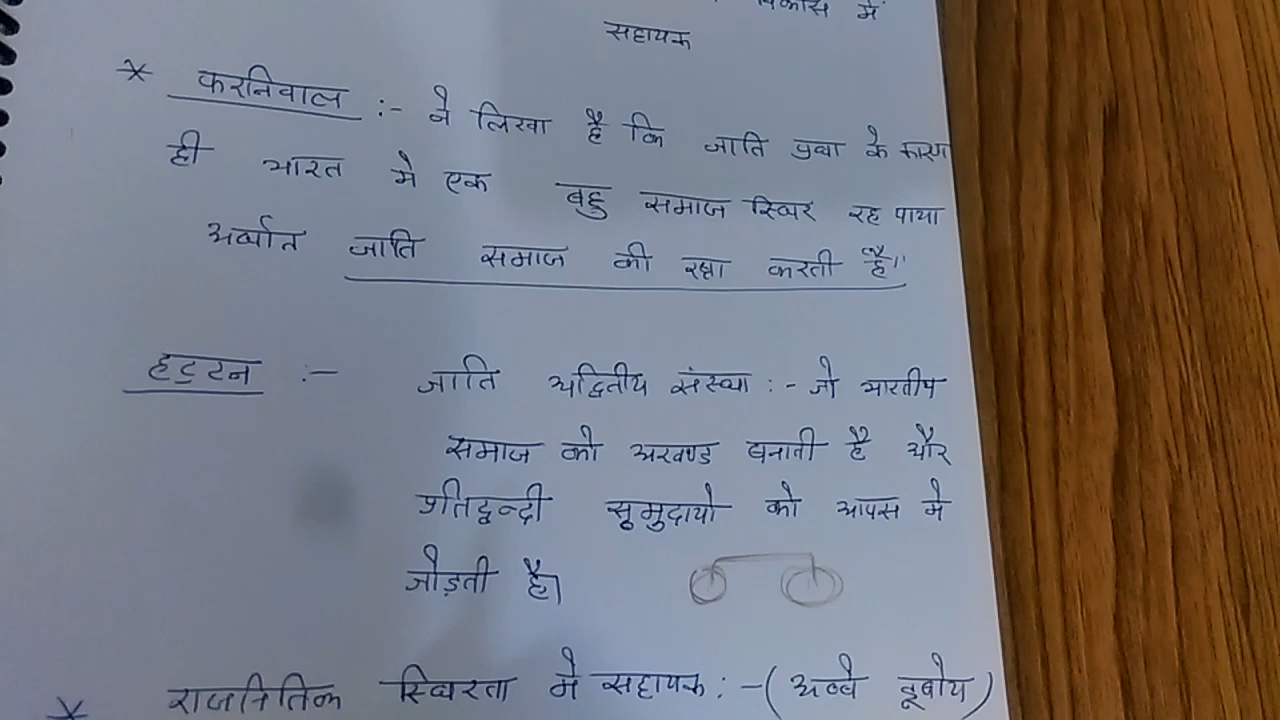 विकास में
सहायक
* फरनिवाल :- ने लिखा है कि जाति प्रथा के कारण
ही भारत मे एक बहु समाज स्थिर रह पाया
अर्थात जाति समाज की रक्षा करती है।"
हट्टन :- जाति अद्वितीय संस्था :- जो भारतीय
समाज को अखण्ड बनाती है और
प्रतिद्वन्दी समुदायो को आपस मे
जोड़ती है।
* राजनितिक स्थिरता मे सहायक :- (अब्बे डूबोय)